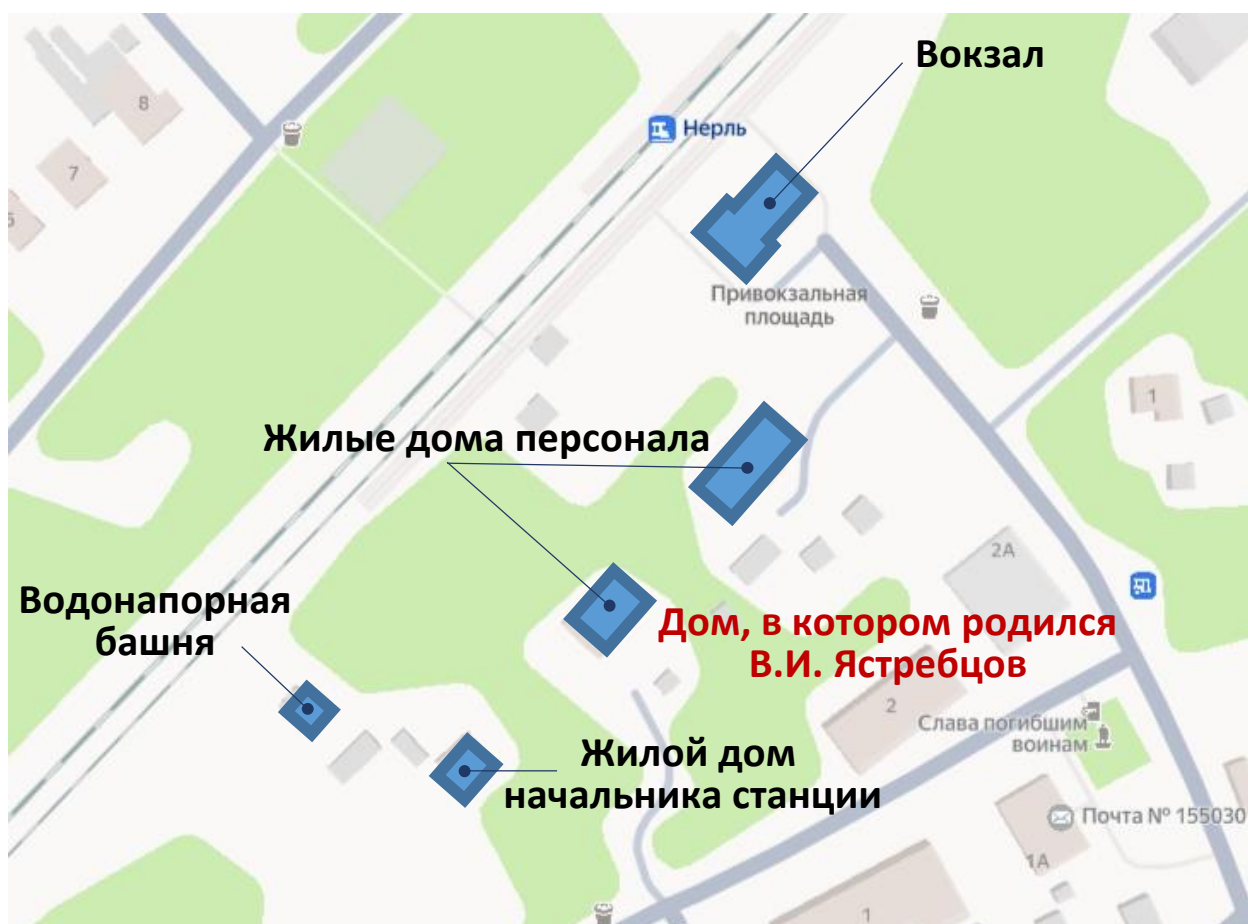 Вокзал
8
Нерль
7
5
Привокзальная
площадь
1
Жилые дома персонала
2А
Водонапорная
башня
Дом, в котором родился
В.И. Ястребцов
2
Слава погибшим
воинам
Жилой дом
начальника станции
Почта № 155030
1А
1